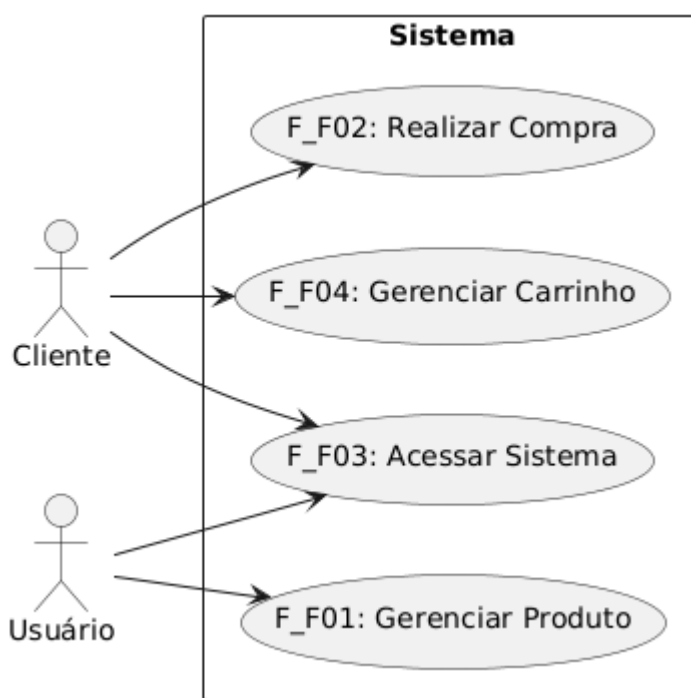 Sistema
F_F02: Realizar Compra
F_F04: Gerenciar Carrinho
Cliente
F_F03: Acessar Sistema
F_F01: Gerenciar Produto
Usuário